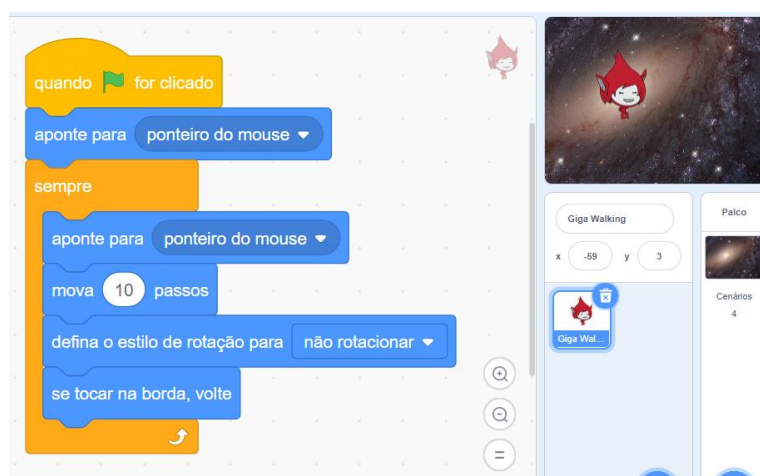 quando for clicado
aponte para ponteiro do mouse
sempre
aponte para ponteiro do mouse
mova 10 passos
defina o estilo de rotação para não rotacionar
se tocar na borda, volte
Giga Walking
x -59 y 3
Giga Wal...
Palco
Cenários
4